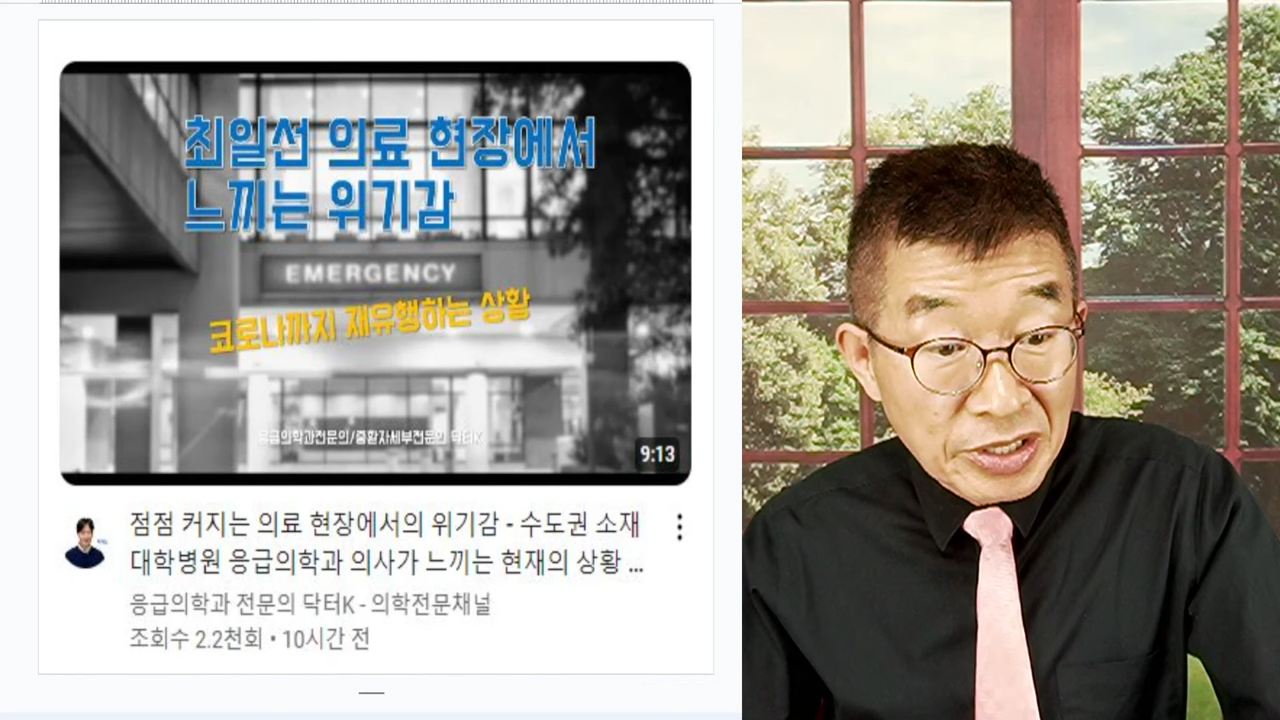 최일선 의료 현장에서
느끼는 위기감
EMERGENCY
코로나까지 재유행하는 상황
응급의학과전문의/중환자세부전문의 닥터K
9:13
점점 커지는 의료 현장에서의 위기감 - 수도권 소재
대학병원 응급의학과 의사가 느끼는 현재의 상황 ...
응급의학과 전문의 닥터K - 의학전문채널
조회수 2.2천회 • 10시간 전